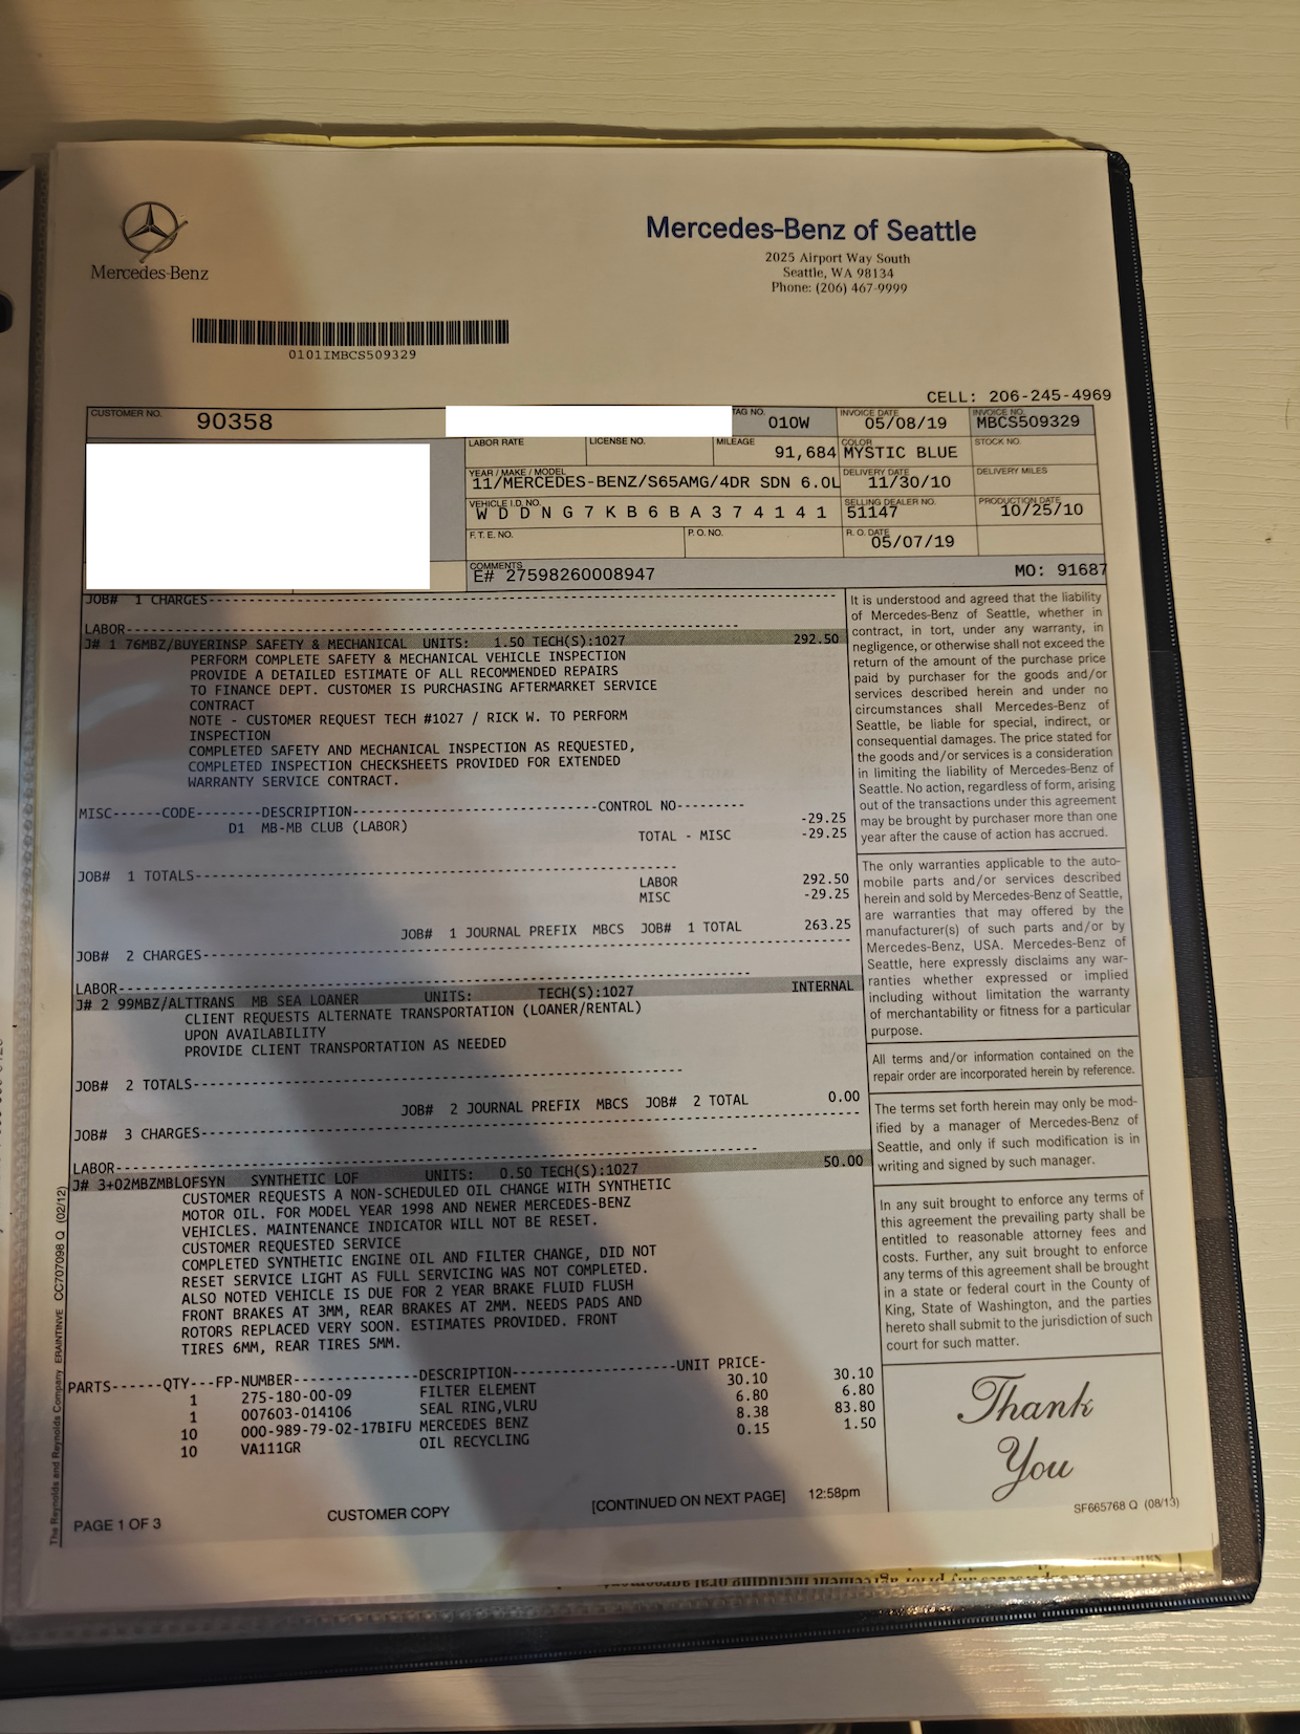 Mercedes-Benz
Mercedes-Benz of Seattle
2025 Airport Way South
Seattle, WA 98134
Phone: (206) 467-9999
0101IMBCS509329
CELL: 206-245-4969
CUSTOMER NO. 90358
TAG NO. 010W
INVOICE DATE 05/08/19
INVOICE NO. MBCS509329
LABOR RATE
LICENSE NO.
MILEAGE 91,684
COLOR MYSTIC BLUE
STOCK NO.
YEAR / MAKE / MODEL 11/MERCEDES-BENZ/S65AMG/4DR SDN 6.0L
DELIVERY DATE 11/30/10
DELIVERY MILES
VEHICLE I.D. NO. W D D N G 7 K B 6 B A 3 7 4 1 4 1
SELLING DEALER NO. 51147
PRODUCTION DATE 10/25/10
F. T. E. NO.
P. O. NO.
R. O. DATE 05/07/19
COMMENTS E# 27598260008947
MO: 91687
JOB# 1 CHARGES
LABOR
J# 1 76MBZ/BUYERINSP SAFETY & MECHANICAL UNITS: 1.50 TECH(S):1027 292.50
PERFORM COMPLETE SAFETY & MECHANICAL VEHICLE INSPECTION
PROVIDE A DETAILED ESTIMATE OF ALL RECOMMENDED REPAIRS
TO FINANCE DEPT. CUSTOMER IS PURCHASING AFTERMARKET SERVICE
CONTRACT
NOTE - CUSTOMER REQUEST TECH #1027 / RICK W. TO PERFORM
INSPECTION
COMPLETED SAFETY AND MECHANICAL INSPECTION AS REQUESTED,
COMPLETED INSPECTION CHECKSHEETS PROVIDED FOR EXTENDED
WARRANTY SERVICE CONTRACT.
MISC------CODE--------DESCRIPTION------------------------------CONTROL NO---------
D1 MB-MB CLUB (LABOR) -29.25
TOTAL - MISC -29.25
JOB# 1 TOTALS
LABOR 292.50
MISC -29.25
JOB# 1 JOURNAL PREFIX MBCS JOB# 1 TOTAL 263.25
JOB# 2 CHARGES
LABOR
J# 2 99MBZ/ALTTRANS MB SEA LOANER UNITS: TECH(S):1027 INTERNAL
CLIENT REQUESTS ALTERNATE TRANSPORTATION (LOANER/RENTAL)
UPON AVAILABILITY
PROVIDE CLIENT TRANSPORTATION AS NEEDED
JOB# 2 TOTALS
JOB# 2 JOURNAL PREFIX MBCS JOB# 2 TOTAL 0.00
JOB# 3 CHARGES
LABOR
J# 3+02MBZMBLOFSYN SYNTHETIC LOF UNITS: 0.50 TECH(S):1027 50.00
CUSTOMER REQUESTS A NON-SCHEDULED OIL CHANGE WITH SYNTHETIC
MOTOR OIL. FOR MODEL YEAR 1998 AND NEWER MERCEDES-BENZ
VEHICLES. MAINTENANCE INDICATOR WILL NOT BE RESET.
CUSTOMER REQUESTED SERVICE
COMPLETED SYNTHETIC ENGINE OIL AND FILTER CHANGE, DID NOT
RESET SERVICE LIGHT AS FULL SERVICING WAS NOT COMPLETED.
ALSO NOTED VEHICLE IS DUE FOR 2 YEAR BRAKE FLUID FLUSH
FRONT BRAKES AT 3MM, REAR BRAKES AT 2MM. NEEDS PADS AND
ROTORS REPLACED VERY SOON. ESTIMATES PROVIDED. FRONT
TIRES 6MM, REAR TIRES 5MM.
PARTS------QTY---FP-NUMBER---------------DESCRIPTION--------------------UNIT PRICE-
1 275-180-00-09 FILTER ELEMENT 30.10 30.10
1 007603-014106 SEAL RING,VLRU 6.80 6.80
10 000-989-79-02-17BIFU MERCEDES BENZ 8.38 83.80
10 VA111GR OIL RECYCLING 0.15 1.50
It is understood and agreed that the liability
of Mercedes-Benz of Seattle, whether in
contract, in tort, under any warranty, in
negligence, or otherwise shall not exceed the
return of the amount of the purchase price
paid by purchaser for the goods and/or
services described herein and under no
circumstances shall Mercedes-Benz of
Seattle, be liable for special, indirect, or
consequential damages. The price stated for
the goods and/or services is a consideration
in limiting the liability of Mercedes-Benz of
Seattle. No action, regardless of form, arising
out of the transactions under this agreement
may be brought by purchaser more than one
year after the cause of action has accrued.
The only warranties applicable to the auto-
mobile parts and/or services described
herein and sold by Mercedes-Benz of Seattle,
are warranties that may offered by the
manufacturer(s) of such parts and/or by
Mercedes-Benz, USA. Mercedes-Benz of
Seattle, here expressly disclaims any war-
ranties whether expressed or implied
including without limitation the warranty
of merchantability or fitness for a particular
purpose.
All terms and/or information contained on the
repair order are incorporated herein by reference.
The terms set forth herein may only be mod-
ified by a manager of Mercedes-Benz of
Seattle, and only if such modification is in
writing and signed by such manager.
In any suit brought to enforce any terms of
this agreement the prevailing party shall be
entitled to reasonable attorney fees and
costs. Further, any suit brought to enforce
any terms of this agreement shall be brought
in a state or federal court in the County of
King, State of Washington, and the parties
hereto shall submit to the jurisdiction of such
court for such matter.
Thank
You
PAGE 1 OF 3
CUSTOMER COPY
[CONTINUED ON NEXT PAGE] 12:58pm
SF665768 Q (08/13)
The Reynolds and Reynolds Company ERAINTINVE CC707098 Q (02/12)